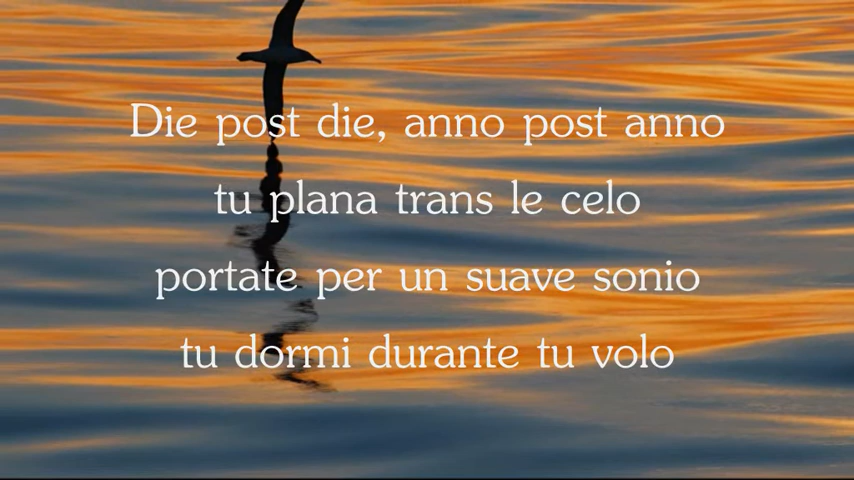 Die post die, anno post anno
tu plana trans le celo
portate per un suave sonio
tu dormi durante tu volo